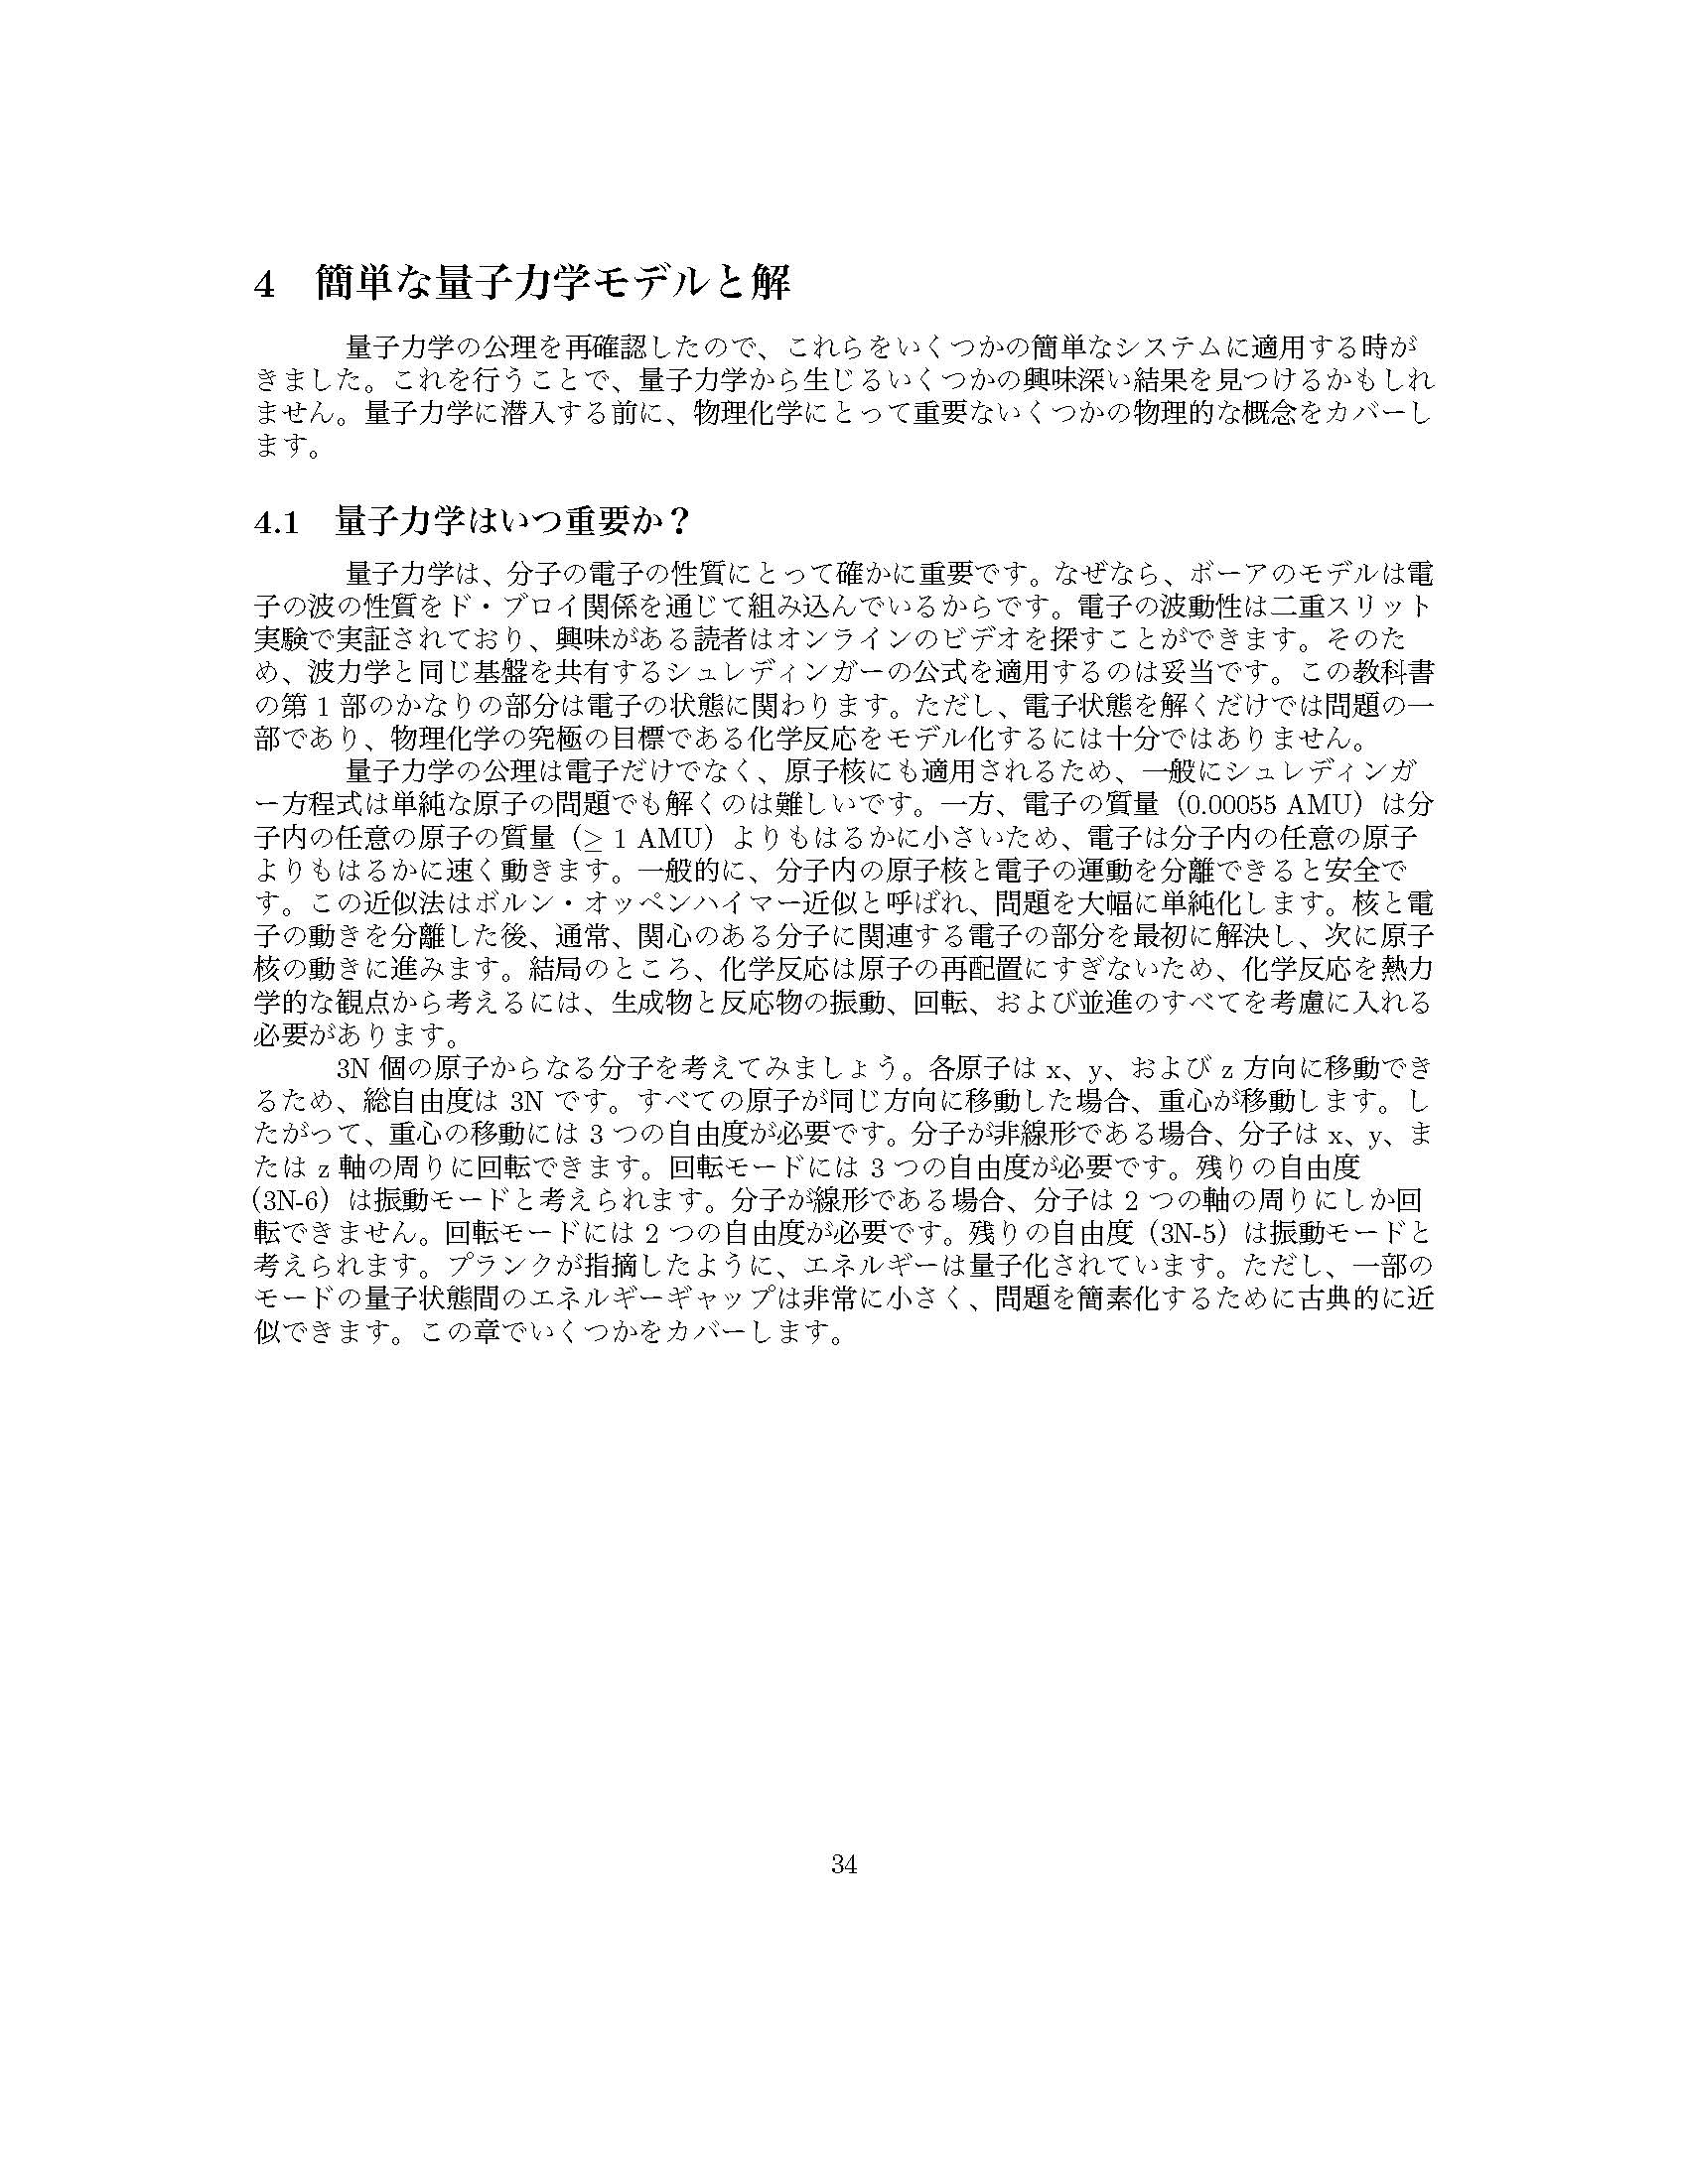 4 簡単な量子力学モデルと解
量子力学の公理を再確認したので、これらをいくつかの簡単なシステムに適用する時が
きました。これを行うことで、量子力学から生じるいくつかの興味深い結果を見つけるかもしれ
ません。量子力学に潜入する前に、物理化学にとって重要ないくつかの物理的な概念をカバーし
ます。
4.1 量子力学はいつ重要か?
量子力学は、分子の電子の性質にとって確かに重要です。なぜなら、ボーアのモデルは電
子の波の性質をド・ブロイ関係を通じて組み込んでいるからです。電子の波動性は二重スリット
実験で実証されており、興味がある読者はオンラインのビデオを探すことができます。そのた
め、波力学と同じ基盤を共有するシュレディンガーの公式を適用するのは妥当です。この教科書
の第 1 部のかなりの部分は電子の状態に関わります。ただし、電子状態を解くだけでは問題の一
部であり、物理化学の究極の目標である化学反応をモデル化するには十分ではありません。
量子力学の公理は電子だけでなく、原子核にも適用されるため、一般にシュレディンガ
ー方程式は単純な原子の問題でも解くのは難しいです。一方、電子の質量（0.00055 AMU）は分
子内の任意の原子の質量（≥ 1 AMU）よりもはるかに小さいため、電子は分子内の任意の原子
よりもはるかに速く動きます。一般的に、分子内の原子核と電子の運動を分離できると安全で
す。この近似法はボルン・オッペンハイマー近似と呼ばれ、問題を大幅に単純化します。核と電
子の動きを分離した後、通常、関心のある分子に関連する電子の部分を最初に解決し、次に原子
核の動きに進みます。結局のところ、化学反応は原子の再配置にすぎないため、化学反応を熱力
学的な観点から考えるには、生成物と反応物の振動、回転、および並進のすべてを考慮に入れる
必要があります。
3N 個の原子からなる分子を考えてみましょう。各原子は x、y、および z 方向に移動でき
るため、総自由度は 3N です。すべての原子が同じ方向に移動した場合、重心が移動します。し
たがって、重心の移動には 3 つの自由度が必要です。分子が非線形である場合、分子は x、y、ま
たは z 軸の周りに回転できます。回転モードには 3 つの自由度が必要です。残りの自由度
（3N-6）は振動モードと考えられます。分子が線形である場合、分子は 2 つの軸の周りにしか回
転できません。回転モードには 2 つの自由度が必要です。残りの自由度（3N-5）は振動モードと
考えられます。プランクが指摘したように、エネルギーは量子化されています。ただし、一部の
モードの量子状態間のエネルギーギャップは非常に小さく、問題を簡素化するために古典的に近
似できます。この章でいくつかをカバーします。
34